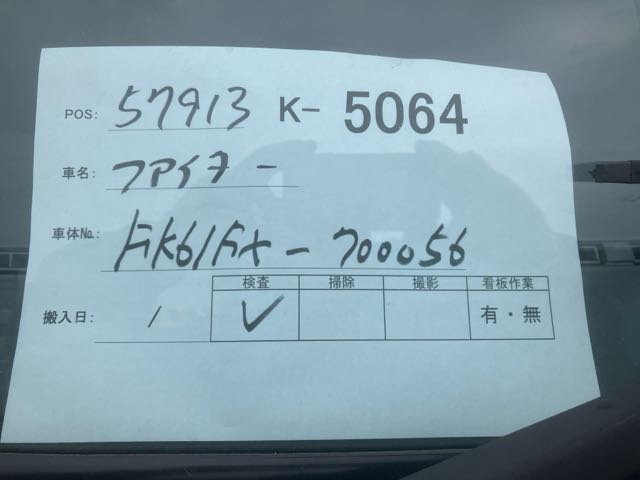 POS: 57913 K- 5064
車名: ファイター
車体No.: FK61FX-700056
検査 掃除 撮影 看板作業
搬入日: / ✓ 有・無